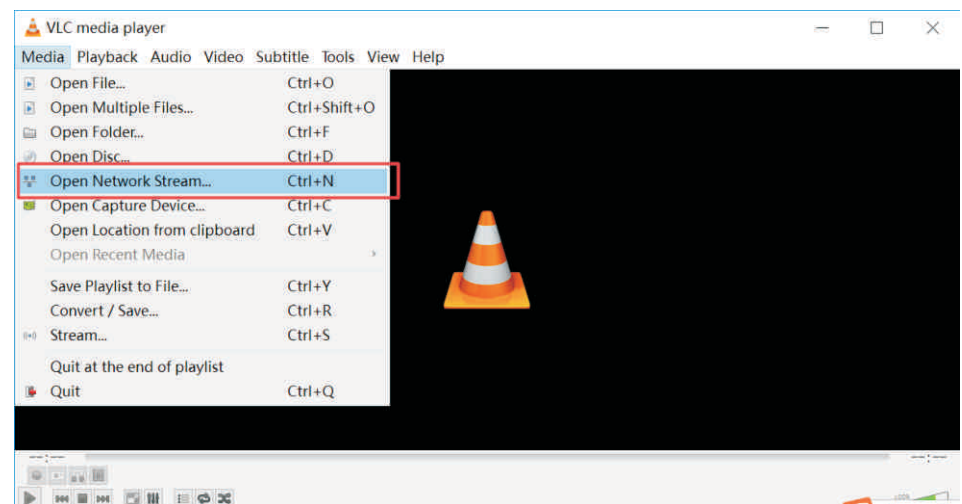 VLC media player
Media Playback Audio Video Subtitle Tools View Help
Open File... Ctrl+O
Open Multiple Files... Ctrl+Shift+O
Open Folder... Ctrl+F
Open Disc... Ctrl+D
Open Network Stream... Ctrl+N
Open Capture Device... Ctrl+C
Open Location from clipboard Ctrl+V
Open Recent Media
Save Playlist to File... Ctrl+Y
Convert / Save... Ctrl+R
Stream... Ctrl+S
Quit at the end of playlist
Quit Ctrl+Q
--:-- --:--